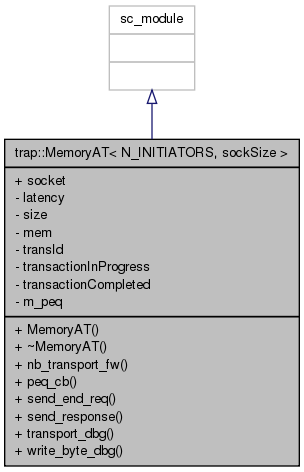 sc_module
trap::MemoryAT< N_INITIATORS, sockSize >
+ socket
- latency
- size
- mem
- transId
- transactionInProgress
- transactionCompleted
- m_peq
+ MemoryAT()
+ ~MemoryAT()
+ nb_transport_fw()
+ peq_cb()
+ send_end_req()
+ send_response()
+ transport_dbg()
+ write_byte_dbg()